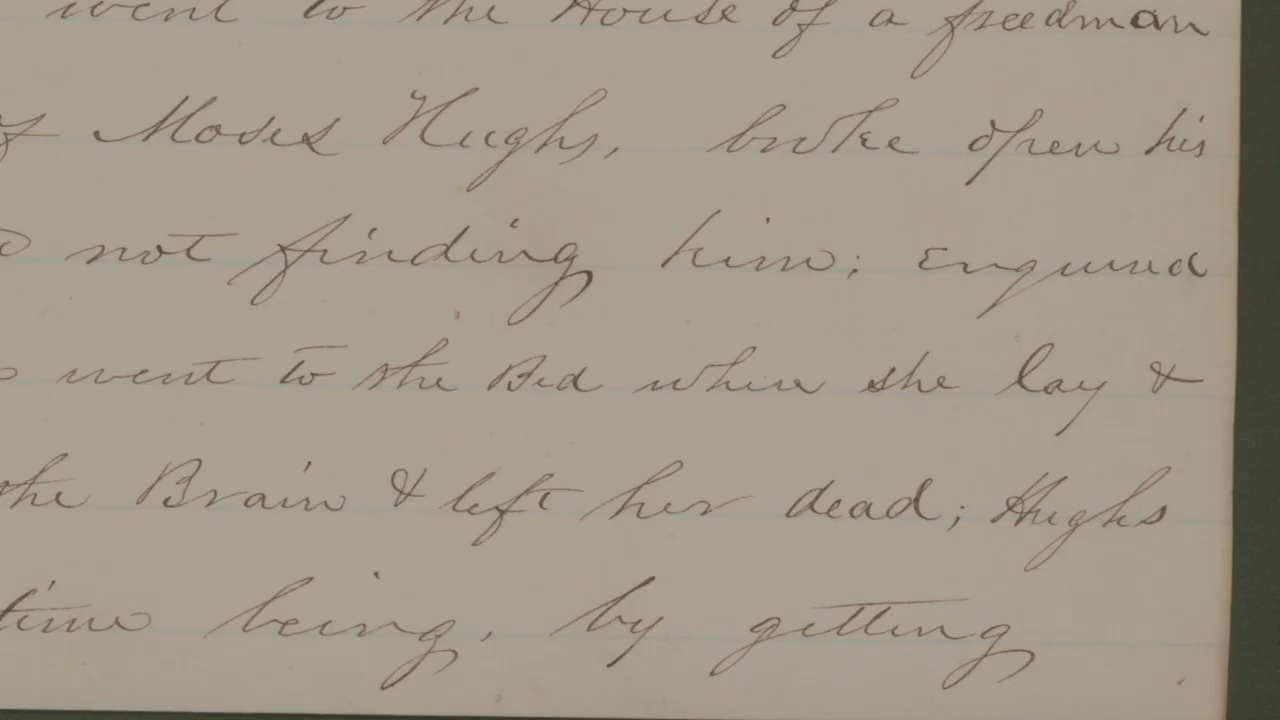 went to the House of a freedman
of Moses Hughs, broke open his
not finding him; enquired
went to the Bed where she lay &
the Brain & left her dead; Hughs
time being, by getting